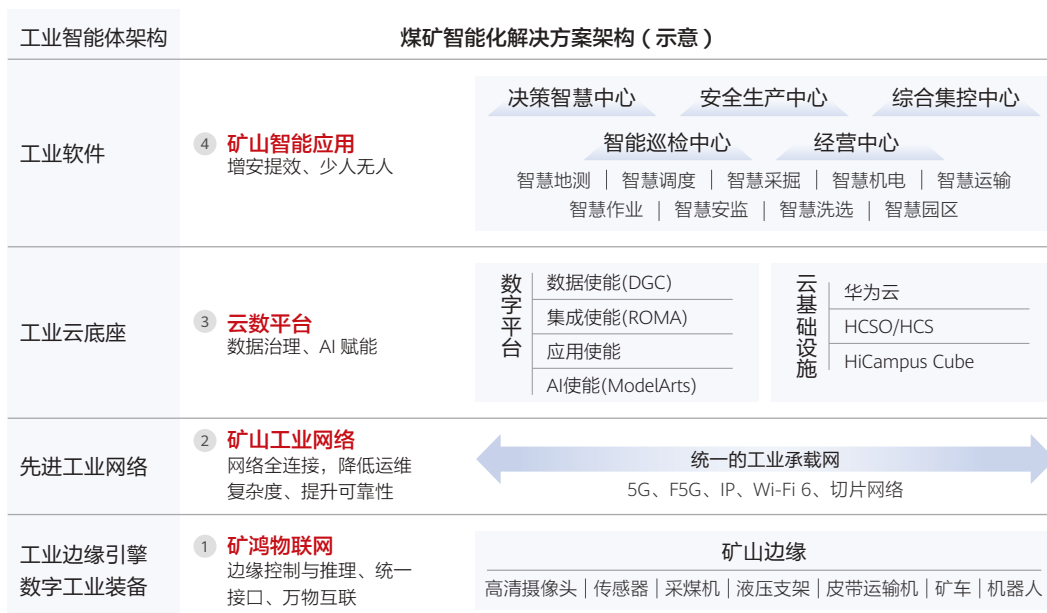 工业智能体架构
煤矿智能化解决方案架构（示意）
工业软件
4 矿山智能应用
增安提效、少人无人
决策智慧中心 安全生产中心 综合集控中心
智能巡检中心 经营中心
智慧地测 | 智慧调度 | 智慧采掘 | 智慧机电 | 智慧运输
智慧作业 | 智慧安监 | 智慧洗选 | 智慧园区
工业云底座
3 云数平台
数据治理、AI 赋能
数字平台
数据使能(DGC)
集成使能(ROMA)
应用使能
AI使能(ModelArts)
云基础设施
华为云
HCSO/HCS
HiCampus Cube
先进工业网络
2 矿山工业网络
网络全连接，降低运维
复杂度、提升可靠性
统一的工业承载网
5G、F5G、IP、Wi-Fi 6、切片网络
工业边缘引擎
数字工业装备
1 矿鸿物联网
边缘控制与推理、统一
接口、万物互联
矿山边缘
高清摄像头 | 传感器 | 采煤机 | 液压支架 | 皮带运输机 | 矿车 | 机器人